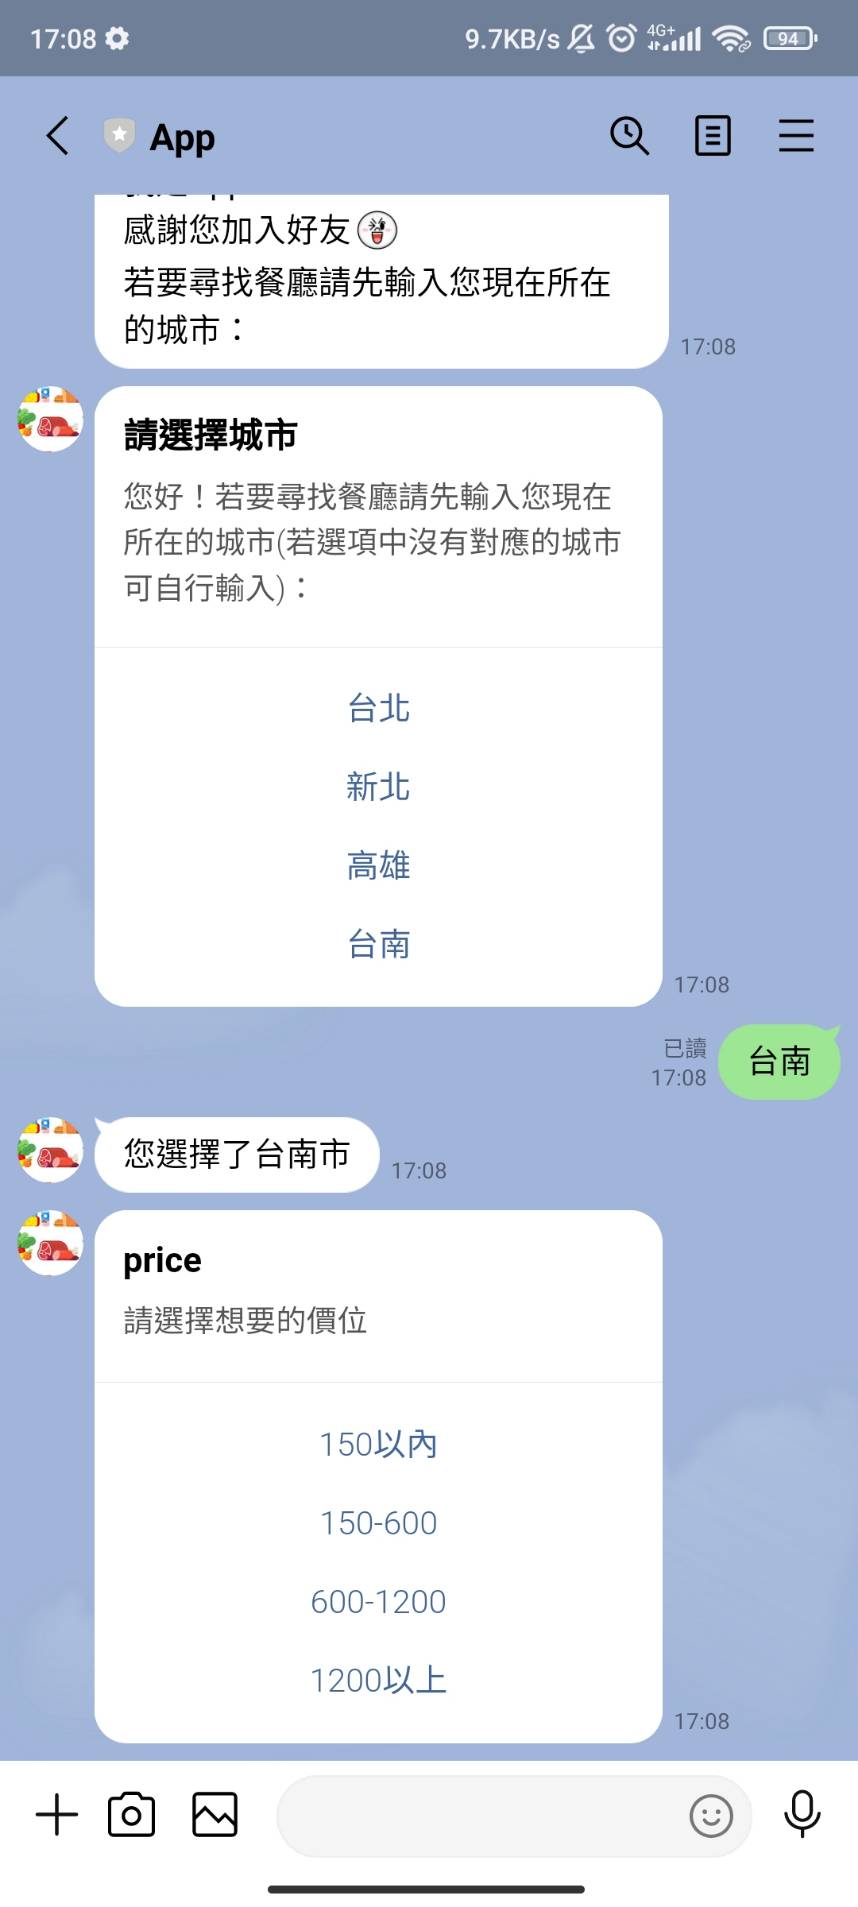 17:08
9.7KB/s 4G+ 94
App
感謝您加入好友
若要尋找餐廳請先輸入您現在所在
的城市：
17:08
請選擇城市
您好！若要尋找餐廳請先輸入您現在
所在的城市(若選項中沒有對應的城市
可自行輸入)：
台北
新北
高雄
台南
17:08
已讀
17:08
台南
您選擇了台南市
17:08
price
請選擇想要的價位
150以內
150-600
600-1200
1200以上
17:08